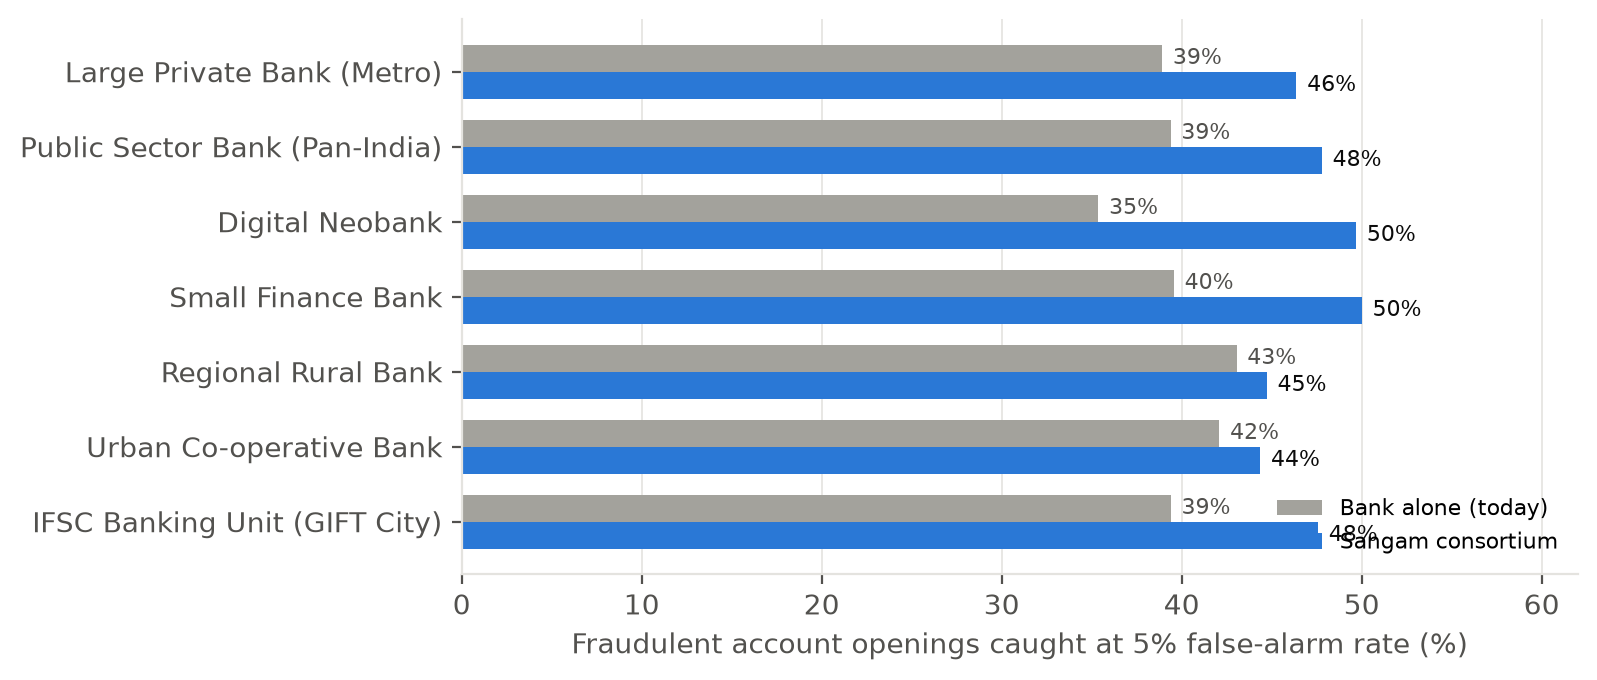 Large Private Bank (Metro)
39%
46%
Public Sector Bank (Pan-India)
39%
48%
Digital Neobank
35%
50%
Small Finance Bank
40%
50%
Regional Rural Bank
43%
45%
Urban Co-operative Bank
42%
44%
IFSC Banking Unit (GIFT City)
39%
48%
Bank alone (today)
Sangam consortium
0 10 20 30 40 50 60
Fraudulent account openings caught at 5% false-alarm rate (%)